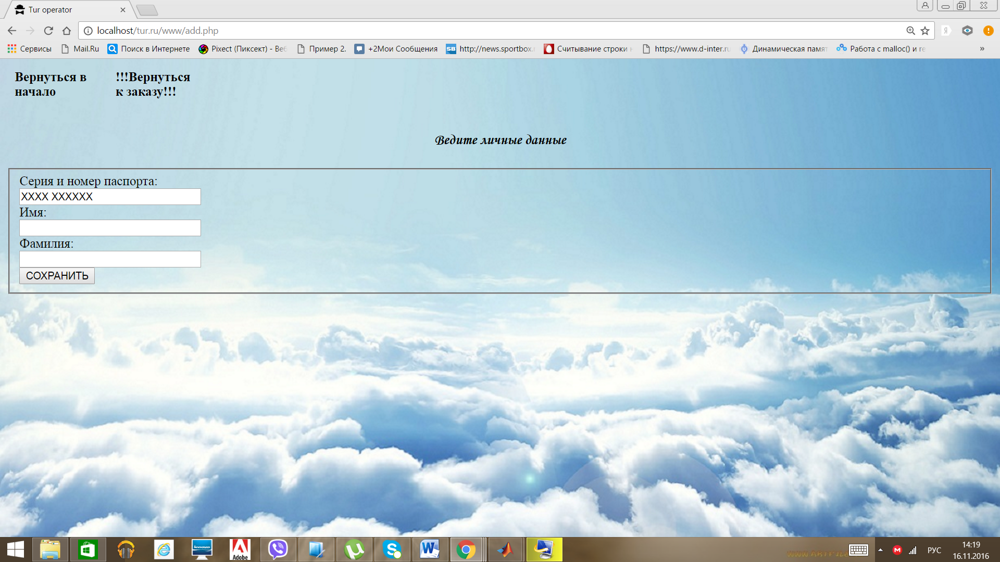 Tur operator
localhost/tur.ru/www/add.php
Сервисы Mail.Ru Поиск в Интернете Pixect (Пиксект) - Веб Пример 2. +2Мои Сообщения http://news.sportbox.r Считывание строки https://www.d-inter.ru Динамическая памят Работа с malloc() и re »
Вернуться в
начало
!!!Вернуться
к заказу!!!
Ведите личные данные
Серия и номер паспорта:
XXXX XXXXXX
Имя:
Фамилия:
СОХРАНИТЬ
Adobe
РУС
14:19
16.11.2016